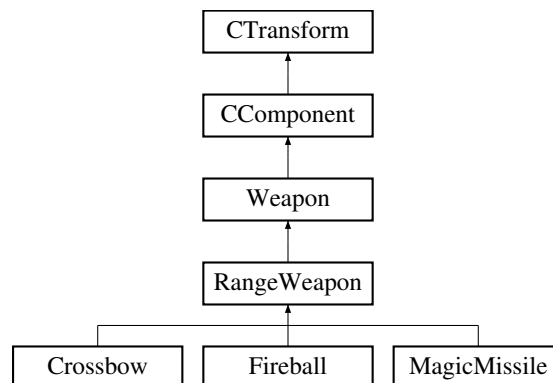 CTransform
CComponent
Weapon
RangeWeapon
Crossbow
Fireball
MagicMissile